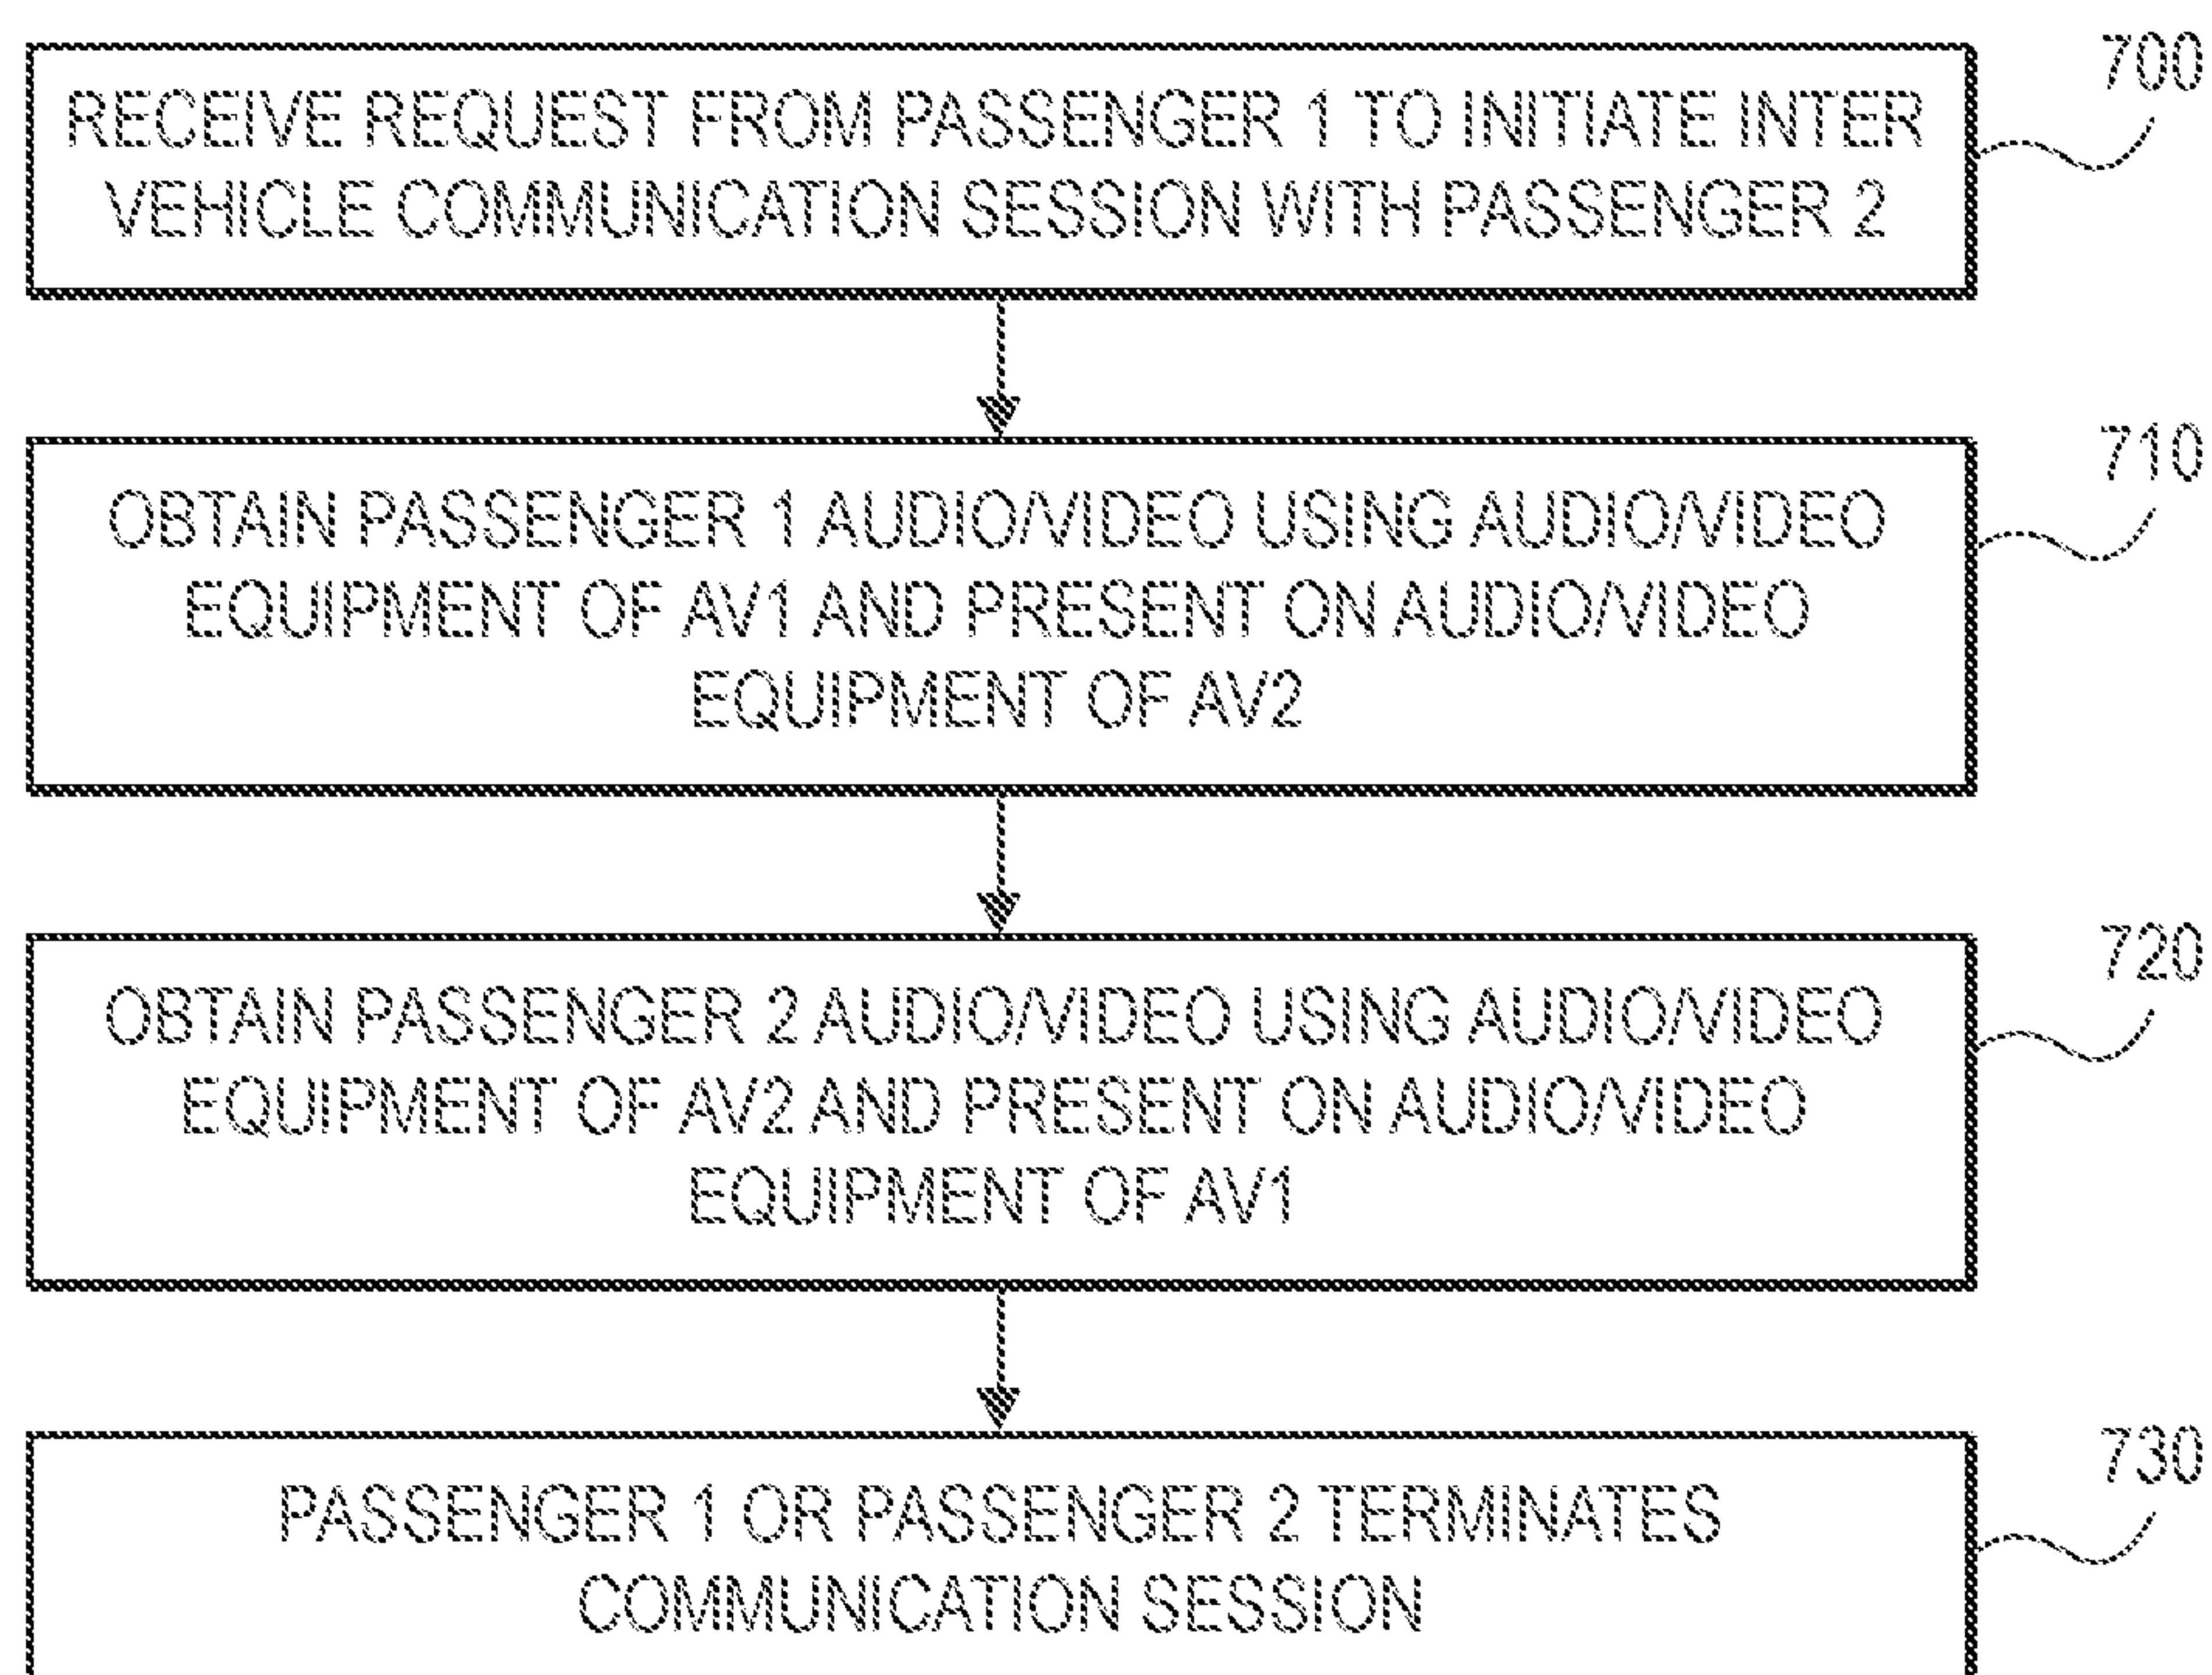 700
RECEIVE REQUEST FROM PASSENGER 1 TO INITIATE INTER
VEHICLE COMMUNICATION SESSION WITH PASSENGER 2
710
OBTAIN PASSENGER 1 AUDIO/VIDEO USING AUDIO/VIDEO
EQUIPMENT OF AV1 AND PRESENT ON AUDIO/VIDEO
EQUIPMENT OF AV2
720
OBTAIN PASSENGER 2 AUDIO/VIDEO USING AUDIO/VIDEO
EQUIPMENT OF AV2 AND PRESENT ON AUDIO/VIDEO
EQUIPMENT OF AV1
730
PASSENGER 1 OR PASSENGER 2 TERMINATES
COMMUNICATION SESSION